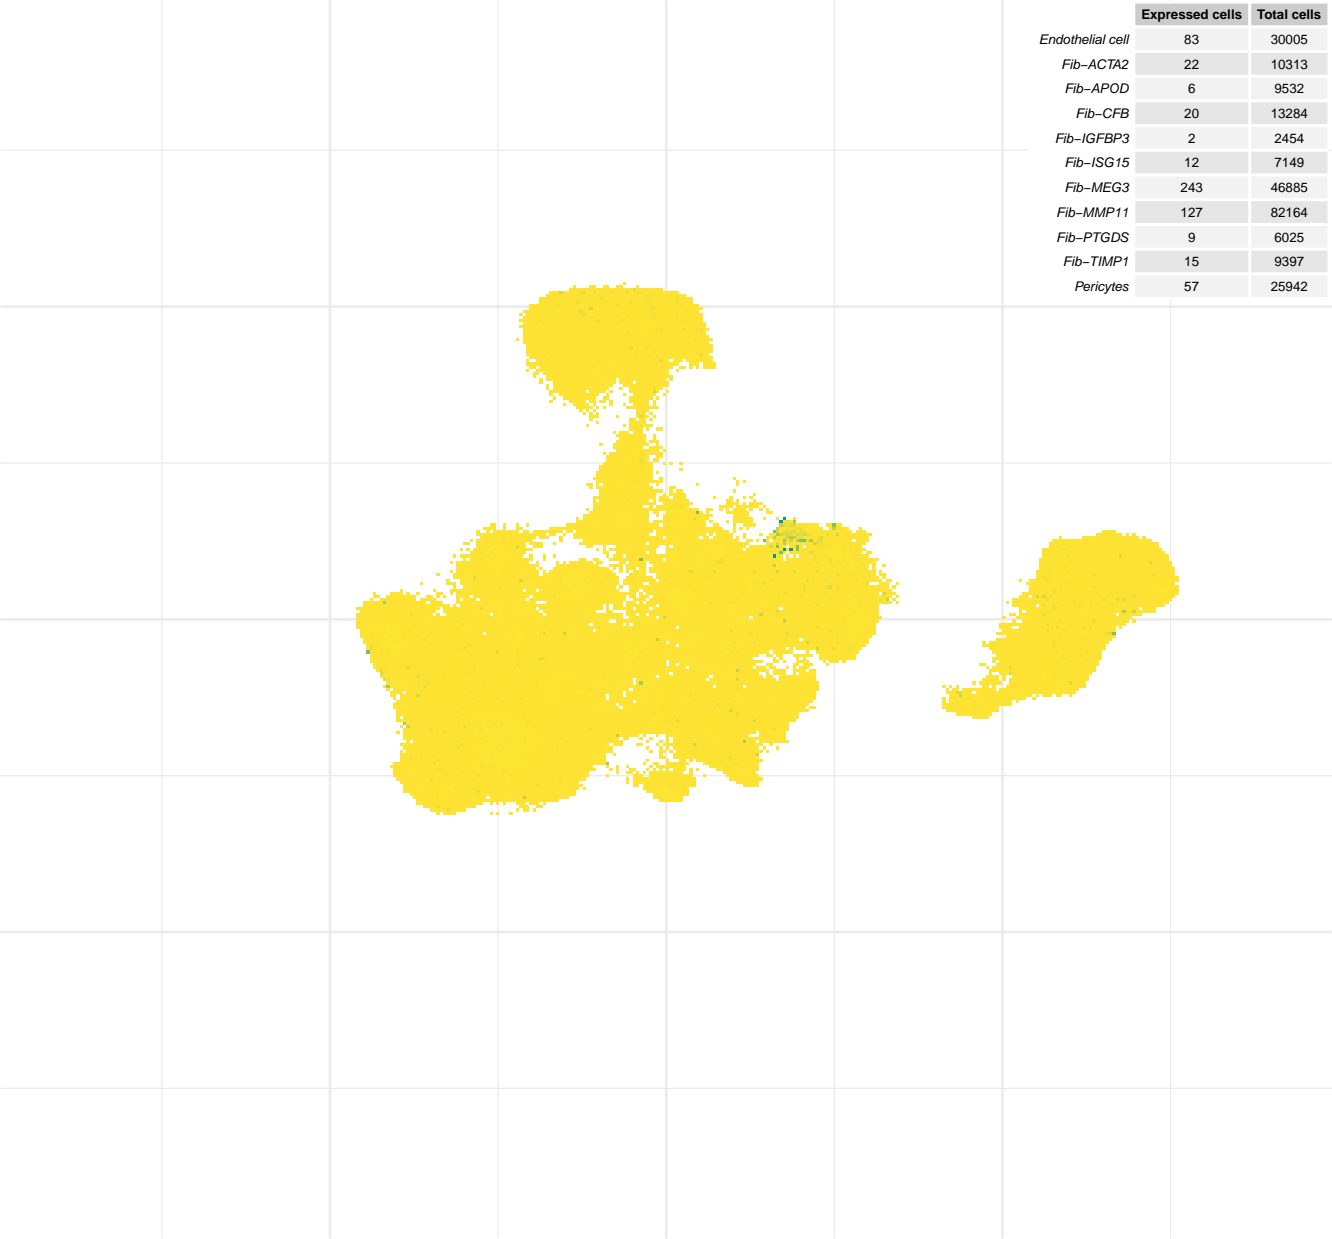 Expressed cells Total cells
Endothelial cell 83 30005
Fib−ACTA2 22 10313
Fib−APOD 6 9532
Fib−CFB 20 13284
Fib−IGFBP3 2 2454
Fib−ISG15 12 7149
Fib−MEG3 243 46885
Fib−MMP11 127 82164
Fib−PTGDS 9 6025
Fib−TIMP1 15 9397
Pericytes 57 25942